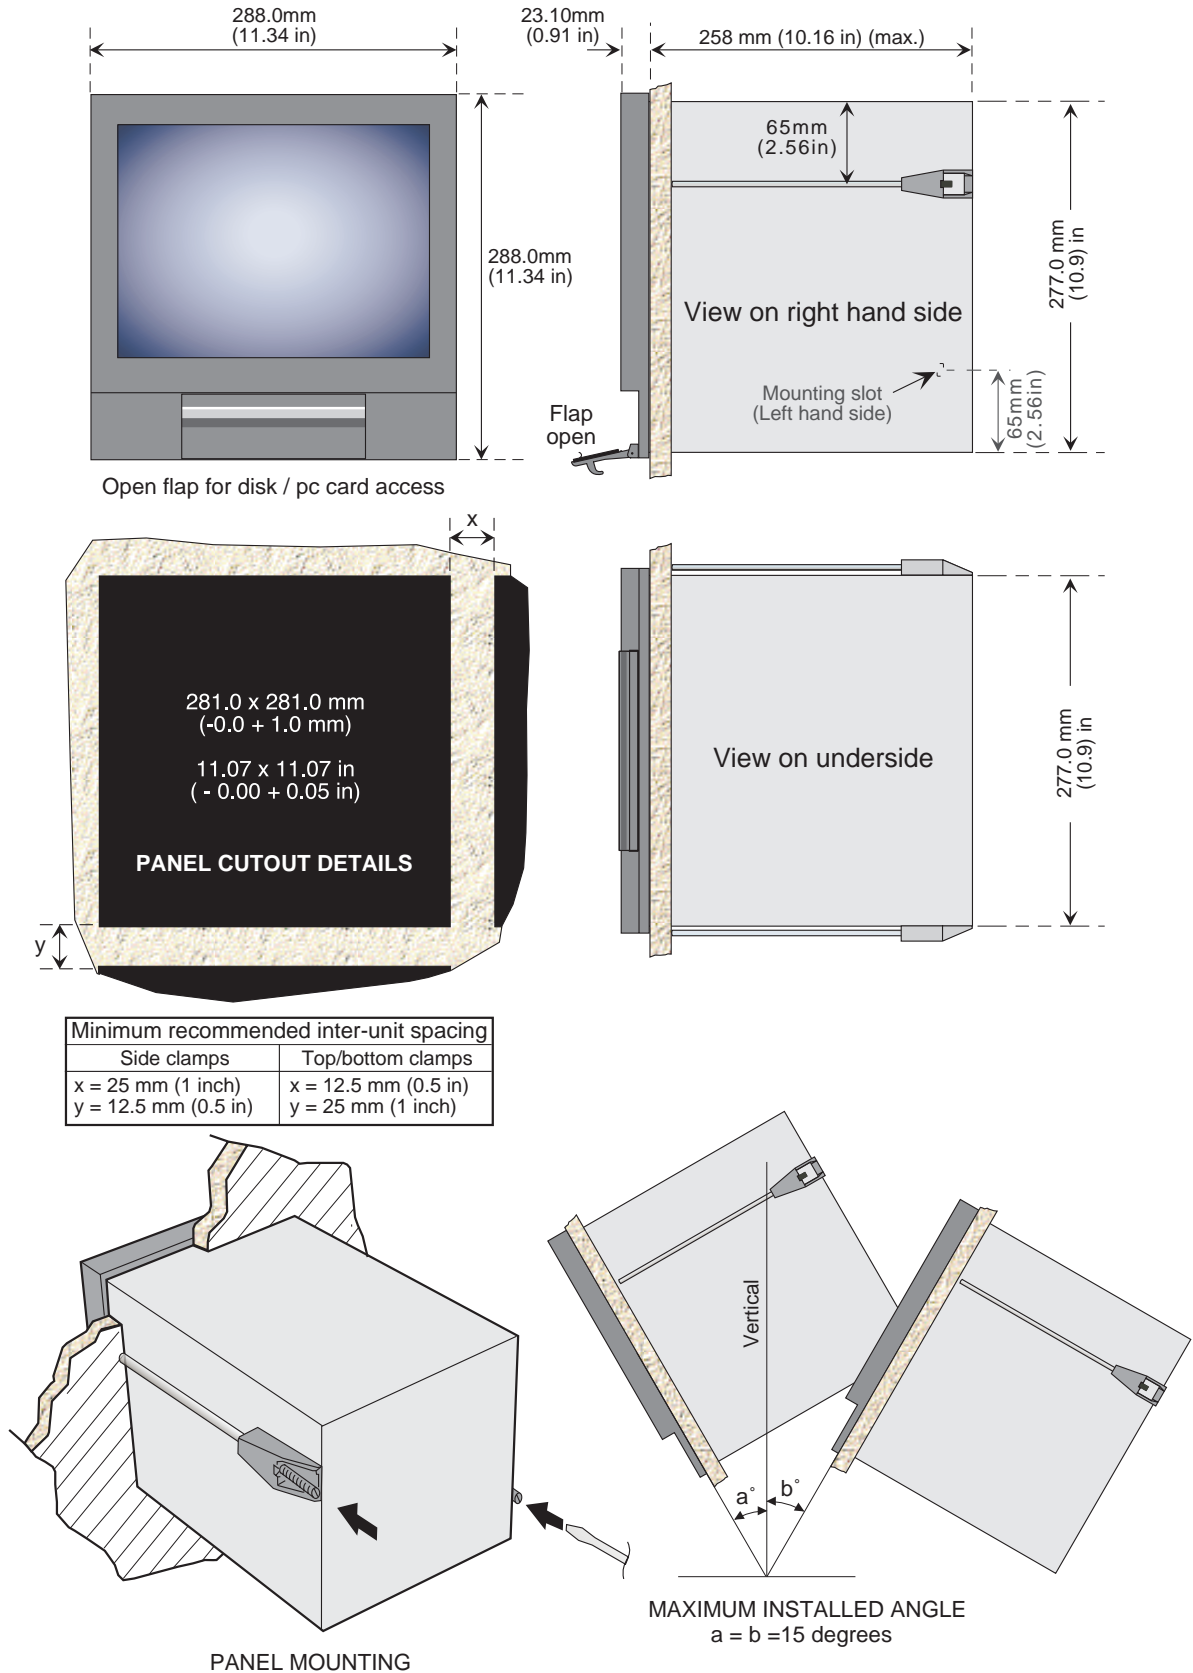 288.0mm
(11.34 in)
23.10mm
(0.91 in)
258 mm (10.16 in) (max.)
65mm
(2.56in)
288.0mm
(11.34 in)
277.0 mm
(10.9) in
View on right hand side
Mounting slot
(Left hand side)
65mm
(2.56in)
Flap
open
Open flap for disk / pc card access
x
281.0 x 281.0 mm
(-0.0 + 1.0 mm)
11.07 x 11.07 in
( - 0.00 + 0.05 in)
PANEL CUTOUT DETAILS
y
View on underside
277.0 mm
(10.9) in
Minimum recommended inter-unit spacing
Side clamps
Top/bottom clamps
x = 25 mm (1 inch)
x = 12.5 mm (0.5 in)
y = 12.5 mm (0.5 in)
y = 25 mm (1 inch)
Vertical
a°
b°
MAXIMUM INSTALLED ANGLE
a = b =15 degrees
PANEL MOUNTING